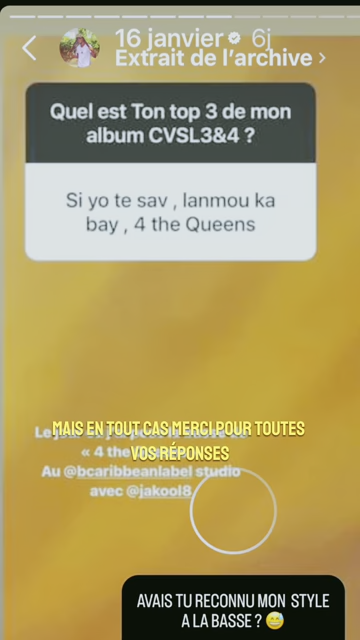 16 janvier 6j
Extrait de l'archive >
Quel est Ton top 3 de mon
album CVSL3&4 ?
Si yo te sav , lanmou ka
bay , 4 the Queens
MAIS EN TOUT CAS MERCI POUR TOUTES
VOS RÉPONSES
« 4 the
Au @bcaribbeanlabel studio
avec @jakool8
AVAIS TU RECONNU MON STYLE
A LA BASSE ? 😅